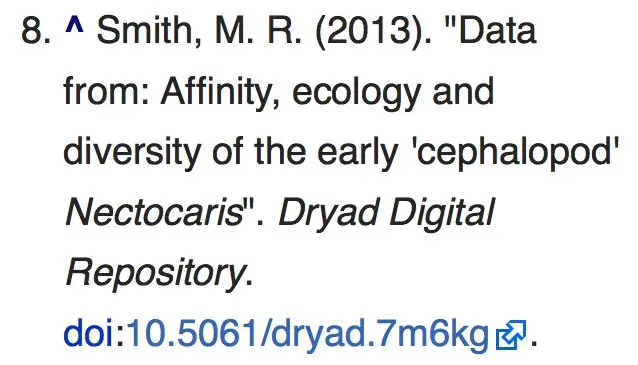 8. ^ Smith, M. R. (2013). "Data
from: Affinity, ecology and
diversity of the early 'cephalopod'
Nectocaris". Dryad Digital
Repository.
doi:10.5061/dryad.7m6kg.